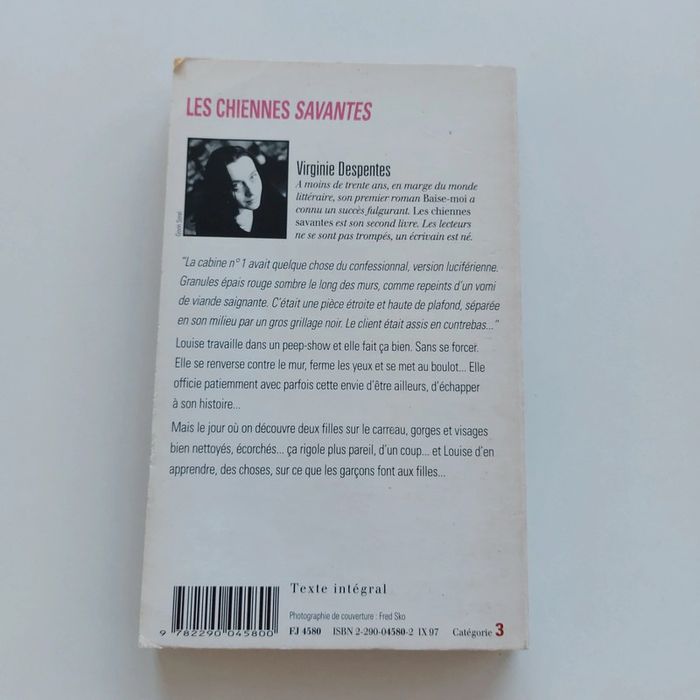 LES CHIENNES SAVANTES
Virginie Despentes
A moins de trente ans, en marge du monde
littéraire, son premier roman Baise-moi a
connu un succès fulgurant. Les chiennes
savantes est son second livre. Les lecteurs
ne se sont pas trompés, un écrivain est né.
"La cabine n° 1 avait quelque chose du confessionnal, version luciférienne.
Granules épais rouge sombre le long des murs, comme repeints d'un vomi
de viande saignante. C'était une pièce étroite et haute de plafond, séparée
en son milieu par un gros grillage noir. Le client était assis en contrebas..."
Louise travaille dans un peep-show et elle fait ça bien. Sans se forcer.
Elle se renverse contre le mur, ferme les yeux et se met au boulot... Elle
officie patiemment avec parfois cette envie d'être ailleurs, d'échapper
à son histoire...
Mais le jour où on découvre deux filles sur le carreau, gorges et visages
bien nettoyés, écorchés... ça rigole plus pareil, d'un coup... et Louise d'en
apprendre, des choses, sur ce que les garçons font aux filles...
Texte intégral
Photographie de couverture : Fred Sko
FJ 4580 ISBN 2-290-04580-2 IX 97 Catégorie 3
9 782290 045800